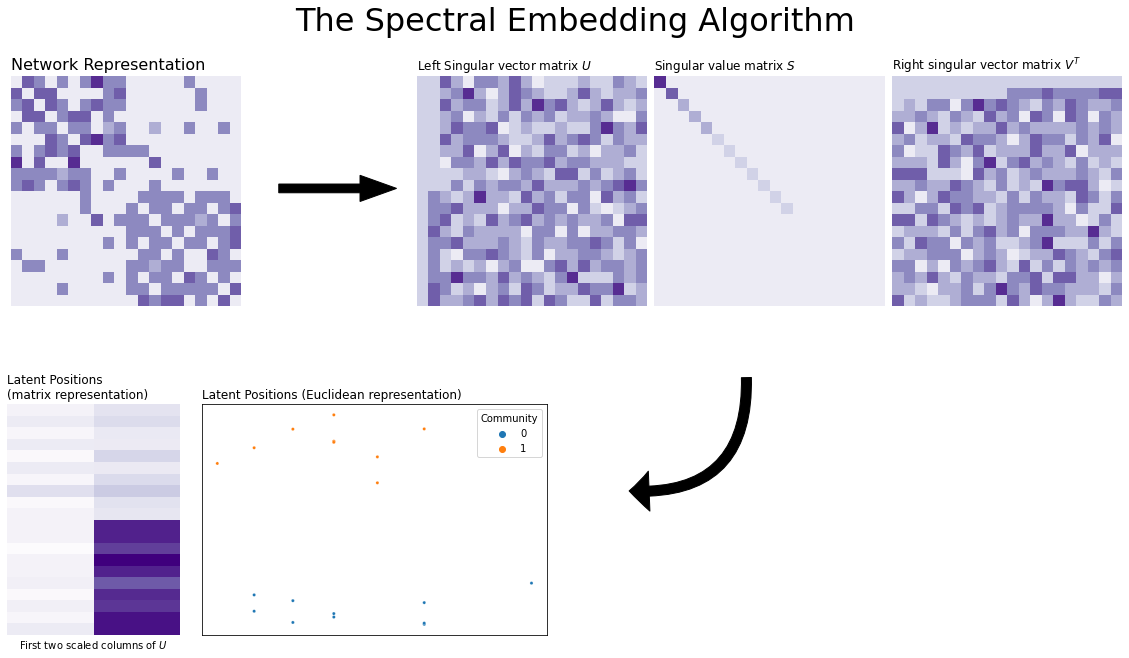 The Spectral Embedding Algorithm
Network Representation
Left Singular vector matrix U
Singular value matrix S
Right singular vector matrix V^T
Latent Positions
(matrix representation)
Latent Positions (Euclidean representation)
Community
0
1
First two scaled columns of U